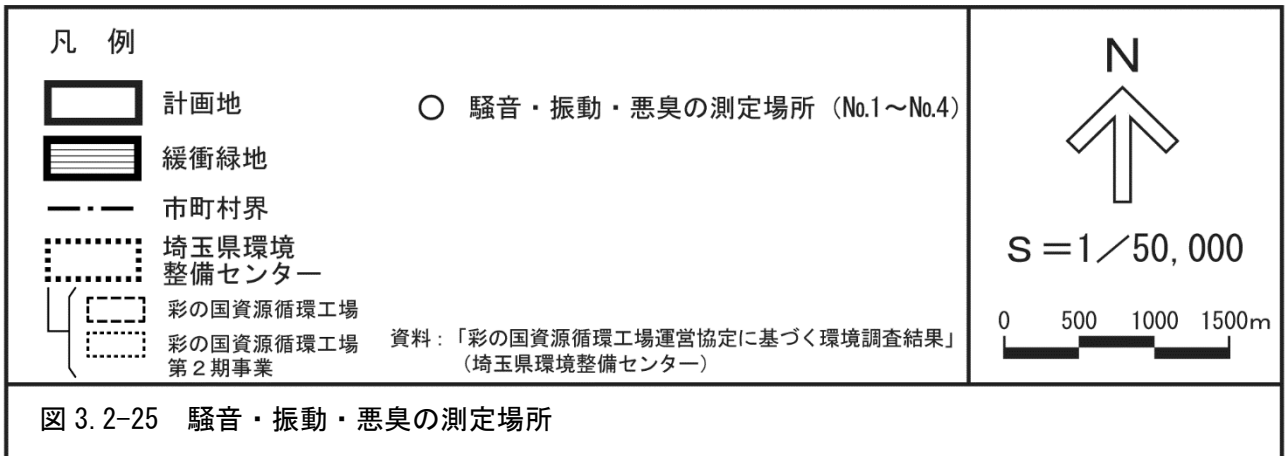 凡　例
計画地
○　騒音・振動・悪臭の測定場所（№1～№4）
緩衝緑地
市町村界
埼玉県環境
整備センター
彩の国資源循環工場
彩の国資源循環工場
第２期事業
資料：「彩の国資源循環工場運営協定に基づく環境調査結果」
（埼玉県環境整備センター）
N
S＝1／50,000
0　500　1000　1500m
図 3.2-25　騒音・振動・悪臭の測定場所